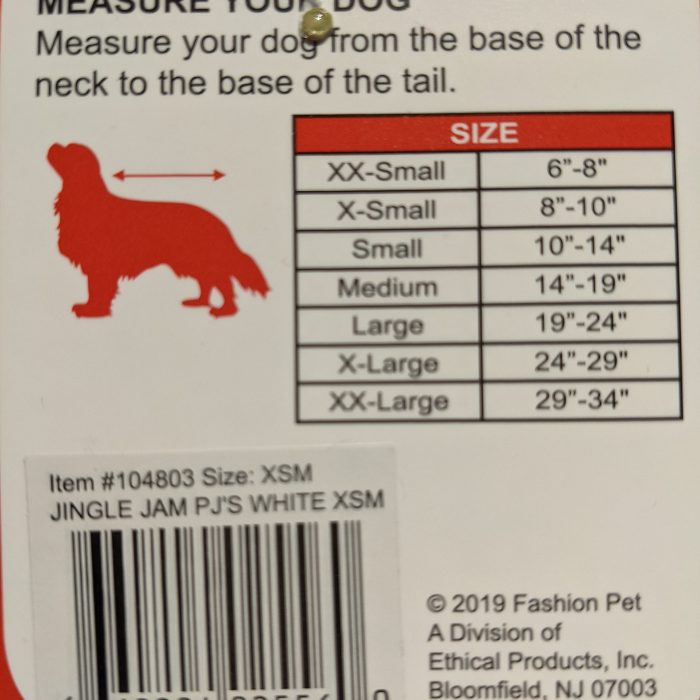 MEASURE YOUR DOG
Measure your dog from the base of the
neck to the base of the tail.
SIZE
XX-Small 6"-8"
X-Small 8"-10"
Small 10"-14"
Medium 14"-19"
Large 19"-24"
X-Large 24"-29"
XX-Large 29"-34"
Item #104803 Size: XSM
JINGLE JAM PJ'S WHITE XSM
© 2019 Fashion Pet
A Division of
Ethical Products, Inc.
Bloomfield, NJ 07003